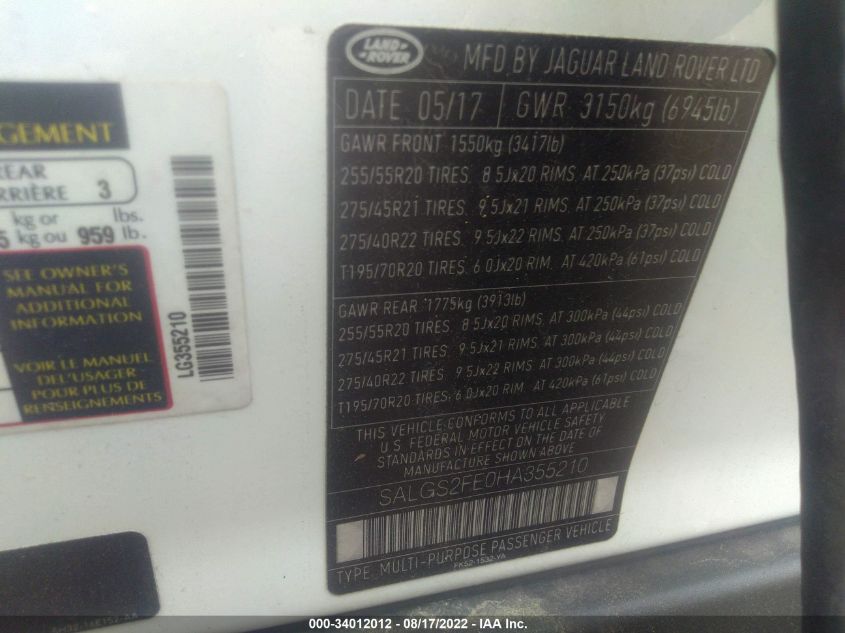 GEMENT
REAR
RRIÈRE 3
kg or lbs.
5 kg ou 959 lb.
SEE OWNER'S
MANUAL FOR
ADDITIONAL
INFORMATION
VOIR LE MANUEL
DEL'USAGER
POUR PLUS DE
RENSEIGNEMENTS
LG355210
LAND ROVER
MFD BY JAGUAR LAND ROVER LTD
DATE 05/17 GWR 3150kg (6945lb)
GAWR FRONT 1550kg (3417lb)
255/55R20 TIRES. 8 5Jx20 RIMS. AT 250kPa (37psi) COLD
275/45R21 TIRES. 9.5Jx21 RIMS. AT 250kPa (37psi) COLD
275/40R22 TIRES. 9 5Jx22 RIMS. AT 250kPa (37psi) COLD
T195/70R20 TIRES; 6 0Jx20 RIM. AT 420kPa (61psi) COLD
GAWR REAR 1775kg (3913lb)
255/55R20 TIRES. 8 5Jx20 RIMS. AT 300kPa (44psi) COLD
275/45R21 TIRES. 9 5Jx21 RIMS. AT 300kPa (44psi) COLD
275/40R22 TIRES. 9 5Jx22 RIMS. AT 300kPa (44psi) COLD
T195/70R20 TIRES; 6 0Jx20 RIM. AT 420kPa (61psi) COLD
THIS VEHICLE CONFORMS TO ALL APPLICABLE
U.S. FEDERAL MOTOR VEHICLE SAFETY
STANDARDS IN EFFECT ON THE DATE OF
MANUFACTURE SHOWN ABOVE
SALGS2FE0HA355210
TYPE: MULTI-PURPOSE PASSENGER VEHICLE
FK52-1532-YA
000-34012012 - 08/17/2022 - IAAI.com